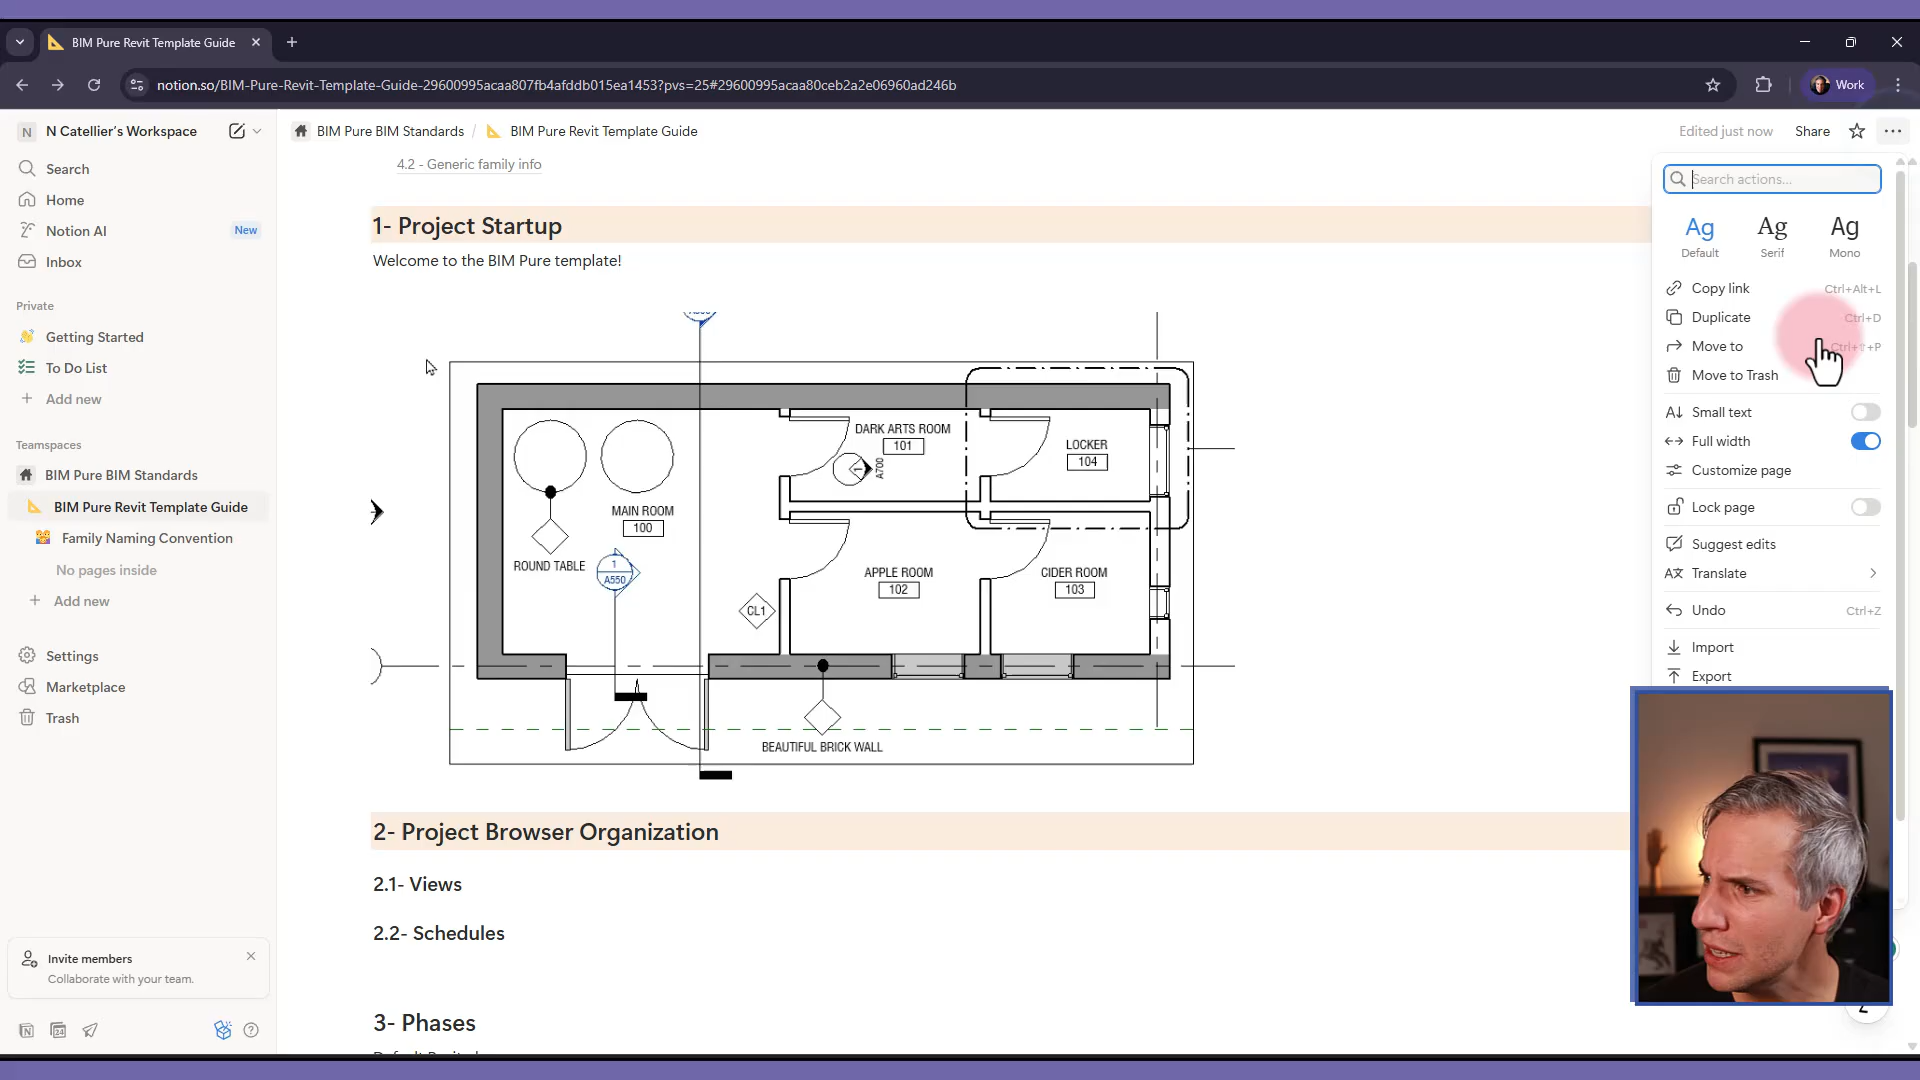 BIM Pure Revit Template Guide
notion.so/BIM-Pure-Revit-Template-Guide-29600995acaa807fb4afddb015ea1453?pvs=25#29600995acaa80ceb2a2e06960ad246b
Work
N
N Catellier's Workspace
BIM Pure BIM Standards / BIM Pure Revit Template Guide
Edited just now
Share
Search
Home
Notion AI
New
Inbox
Private
Getting Started
To Do List
Add new
Teamspaces
BIM Pure BIM Standards
BIM Pure Revit Template Guide
Family Naming Convention
No pages inside
Add new
Settings
Marketplace
Trash
Invite members
Collaborate with your team.
24
4.2 - Generic family info
1- Project Startup
Welcome to the BIM Pure template!
DARK ARTS ROOM
101
1
A700
LOCKER
104
MAIN ROOM
100
ROUND TABLE
1
A550
APPLE ROOM
102
CIDER ROOM
103
CL1
BEAUTIFUL BRICK WALL
2- Project Browser Organization
2.1- Views
2.2- Schedules
3- Phases
Search actions...
Ag Ag Ag
Default Serif Mono
Copy link Ctrl+Alt+L
Duplicate Ctrl+D
Move to Ctrl+⇧+P
Move to Trash
Small text
Full width
Customize page
Lock page
Suggest edits
Translate
Undo Ctrl+Z
Import
Export